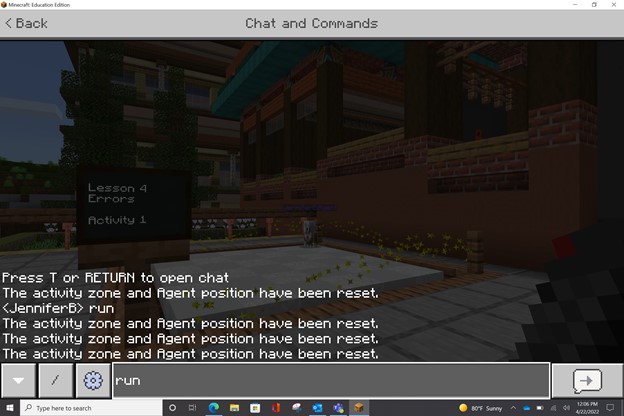 Minecraft: Education Edition
< Back
Chat and Commands
Lesson 4
Errors
Activity 1
Press T or RETURN to open chat
The activity zone and Agent position have been reset.
<JenniferB> run
The activity zone and Agent position have been reset.
The activity zone and Agent position have been reset.
The activity zone and Agent position have been reset.
/
run
Type here to search
80°F Sunny
12:06 PM
4/22/2022